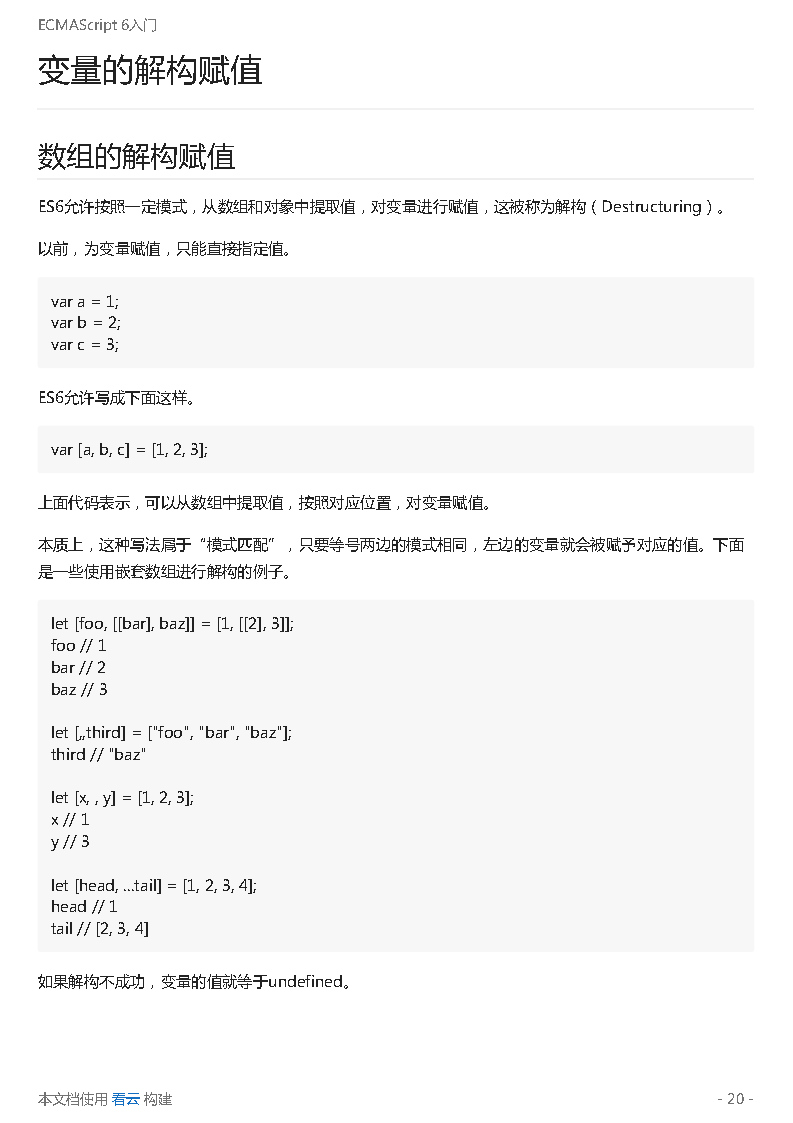 ECMAScript 6入门
变量的解构赋值
数组的解构赋值
ES6允许按照一定模式，从数组和对象中提取值，对变量进行赋值，这被称为解构（Destructuring）。
以前，为变量赋值，只能直接指定值。
var a = 1;
var b = 2;
var c = 3;
ES6允许写成下面这样。
var [a, b, c] = [1, 2, 3];
上面代码表示，可以从数组中提取值，按照对应位置，对变量赋值。
本质上，这种写法属于“模式匹配”，只要等号两边的模式相同，左边的变量就会被赋予对应的值。下面
是一些使用嵌套数组进行解构的例子。
let [foo, [[bar], baz]] = [1, [[2], 3]];
foo // 1
bar // 2
baz // 3
let [,,third] = ["foo", "bar", "baz"];
third // "baz"
let [x, , y] = [1, 2, 3];
x // 1
y // 3
let [head, ...tail] = [1, 2, 3, 4];
head // 1
tail // [2, 3, 4]
如果解构不成功，变量的值就等于undefined。
本文档使用 看云 构建
- 20 -